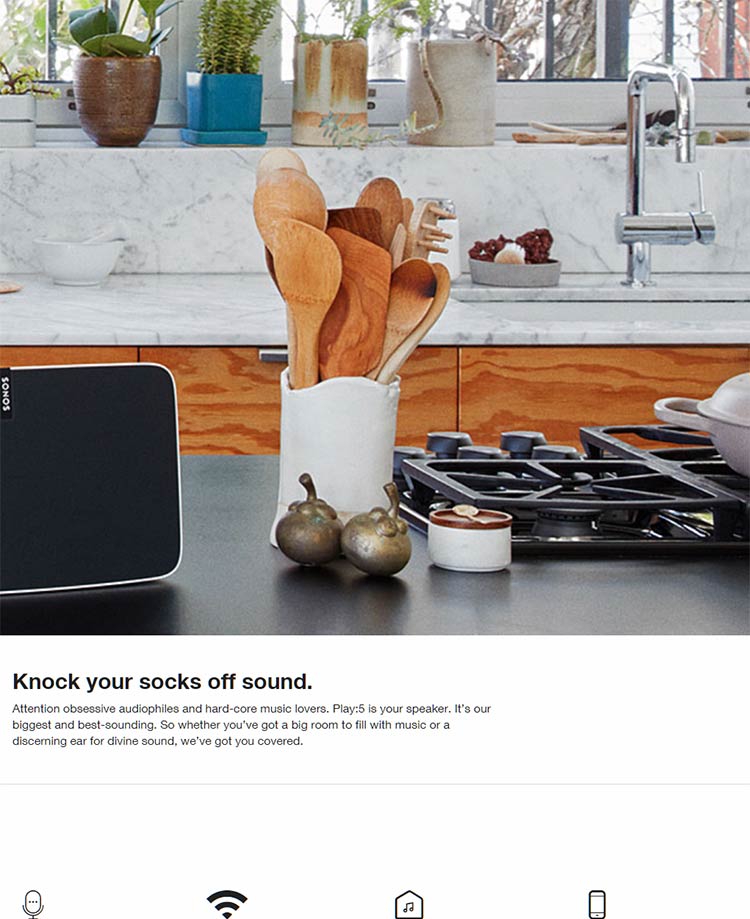 SONOS
Knock your socks off sound.
Attention obsessive audiophiles and hard-core music lovers. Play:5 is your speaker. It’s our
biggest and best-sounding. So whether you’ve got a big room to fill with music or a
discerning ear for divine sound, we’ve got you covered.